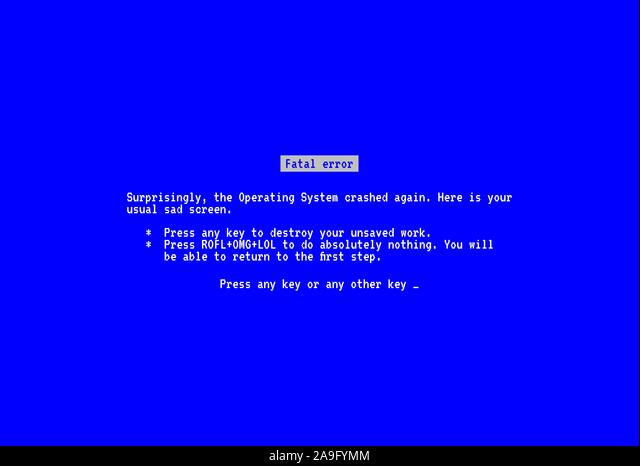 Fatal error
Surprisingly, the Operating System crashed again. Here is your
usual sad screen.
* Press any key to destroy your unsaved work.
* Press ROFL+OMG+LOL to do absolutely nothing. You will
be able to return to the first step.
Press any key or any other key _
alamy - 2A9FYMM